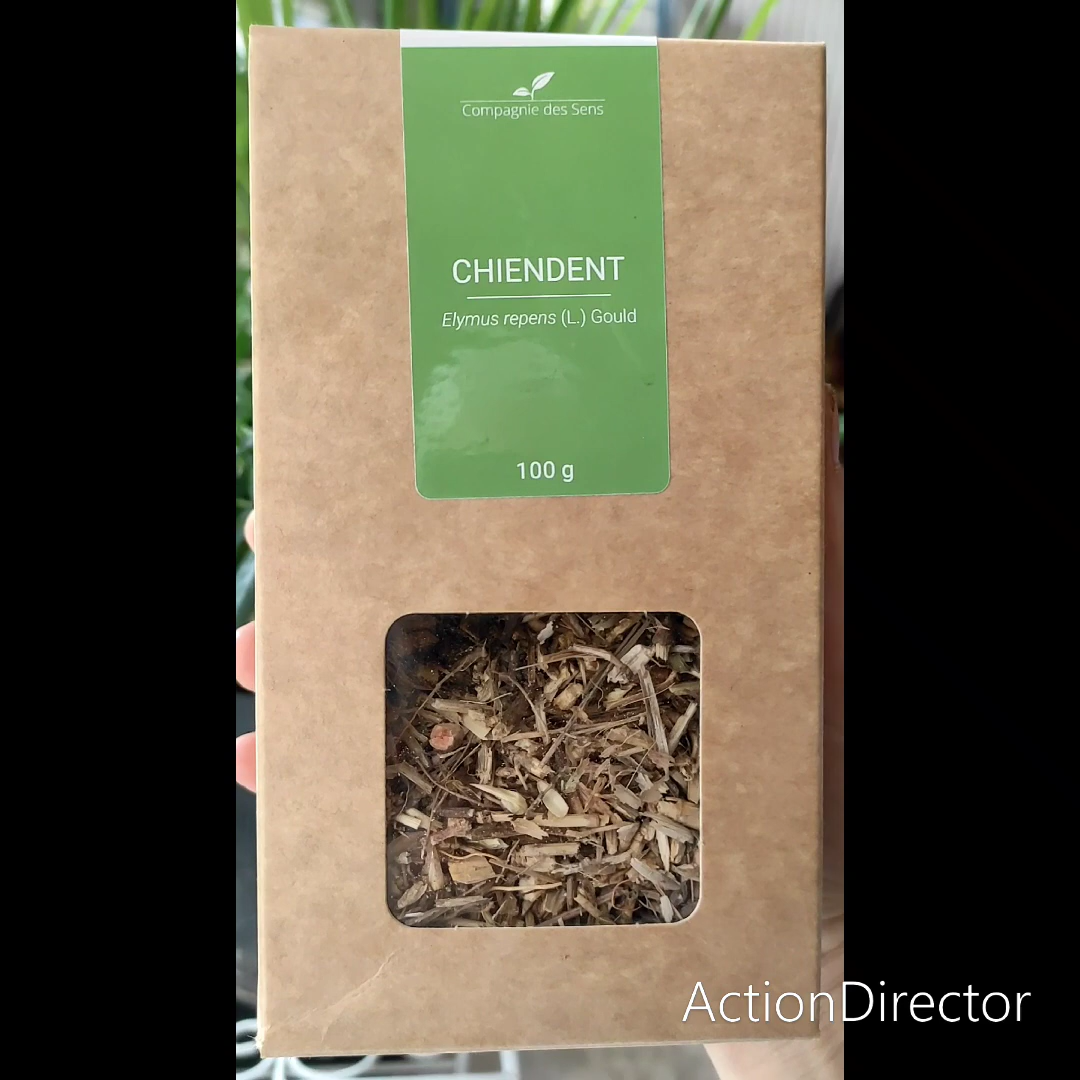 Compagnie des Sens
CHIENDENT
Elymus repens (L.) Gould
100 g
ActionDirector